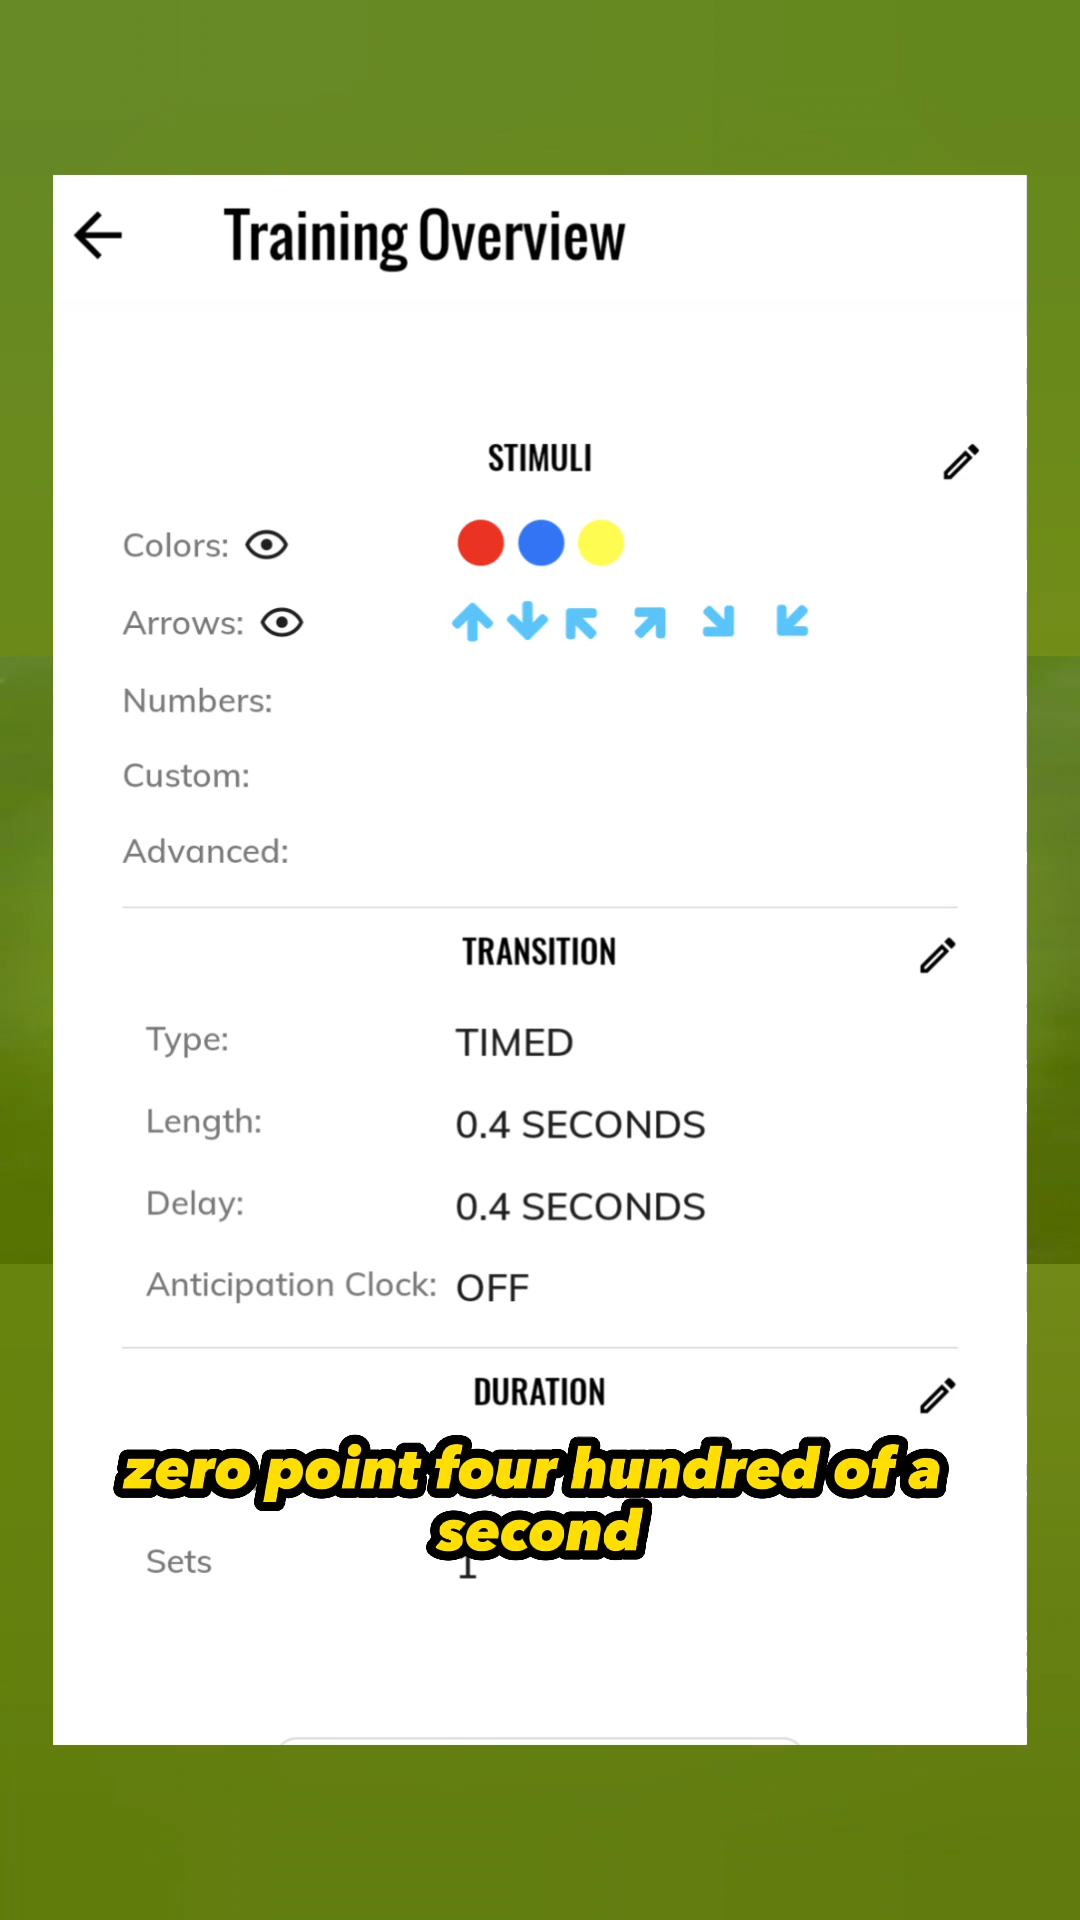 Training Overview
STIMULI
Colors:
Arrows:
Numbers:
Custom:
Advanced:
TRANSITION
Type: TIMED
Length: 0.4 SECONDS
Delay: 0.4 SECONDS
Anticipation Clock: OFF
DURATION
zero point four hundred of a
second
Sets 1